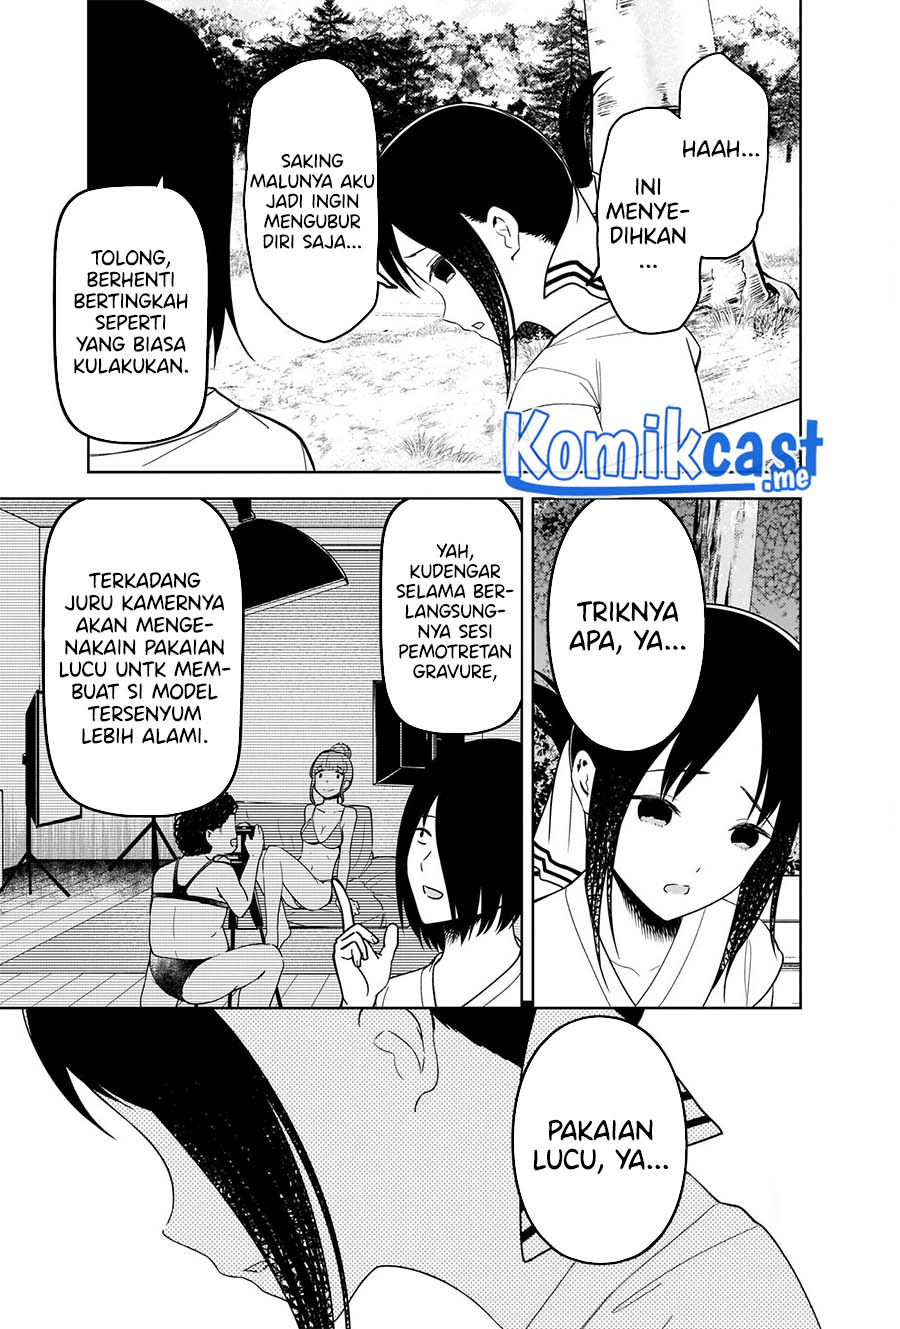 HAAH...
INI
MENYE-
DIHKAN
...
SAKING
MALUNYA AKU
JADI INGIN
MENGUBUR
DIRI SAJA...
TOLONG,
BERHENTI
BERTINGKAH
SEPERTI
YANG BIASA
KULAKUKAN.
Komikcast
.me
TRIKNYA
APA, YA...
YAH,
KUDENGAR
SELAMA BER-
LANGSUNG-
NYA SESI
PEMOTRETAN
GRAVURE,
TERKADANG
JURU KAMERNYA
AKAN MENGE-
NAKAIN PAKAIAN
LUCU UNTK MEM-
BUAT SI MODEL
TERSENYUM
LEBIH ALAMI.
PAKAIAN
LUCU, YA...